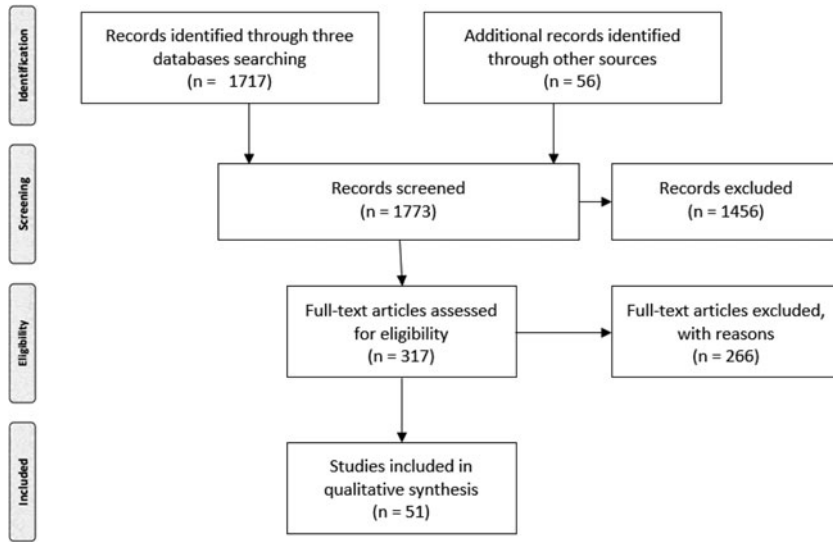 Identification
Records identified through three
databases searching
(n =   1717)
Additional records identified
through other sources
(n = 56)
Screening
Records screened
(n = 1773)
Records excluded
(n = 1456)
Eligibility
Full-text articles assessed
for eligibility
(n = 317)
Full-text articles excluded,
with reasons
(n = 266)
Included
Studies included in
qualitative synthesis
(n = 51)